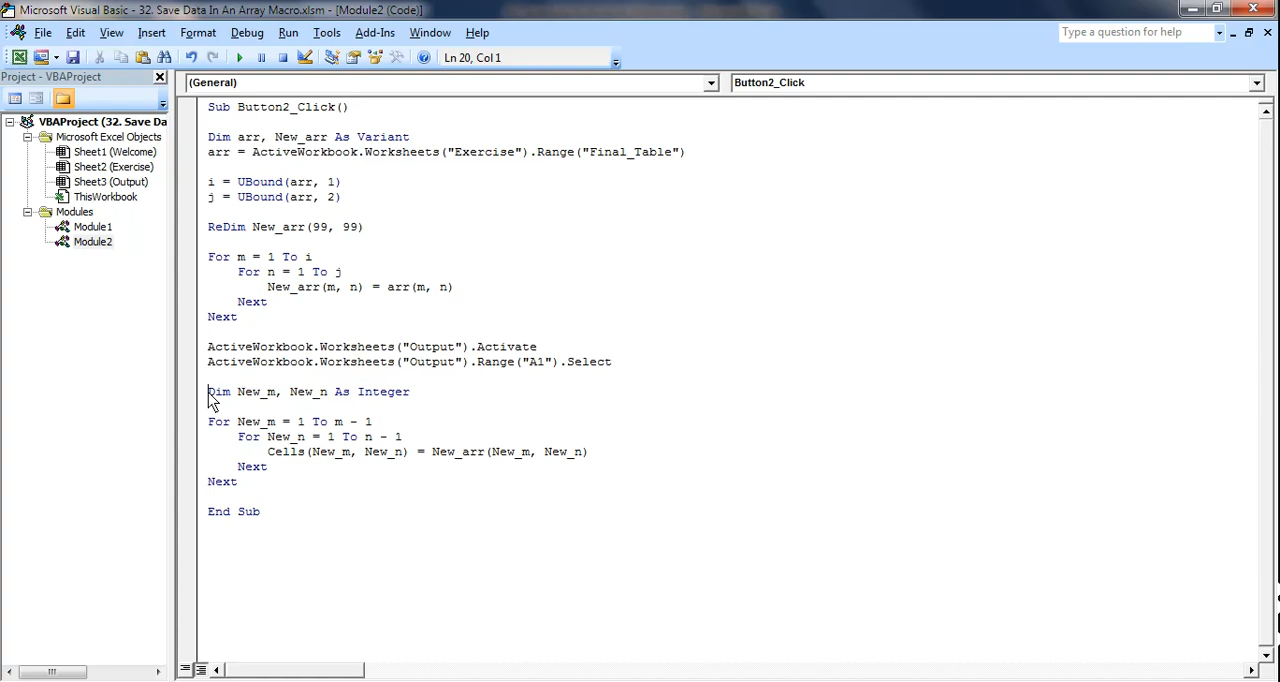 Microsoft Visual Basic - 32. Save Data In An Array Macro.xlsm - [Module2 (Code)]
File Edit View Insert Format Debug Run Tools Add-Ins Window Help
Type a question for help
Ln 20, Col 1
Project - VBAProject
(General)
Button2_Click
VBAProject (32. Save Da
Microsoft Excel Objects
Sheet1 (Welcome)
Sheet2 (Exercise)
Sheet3 (Output)
ThisWorkbook
Modules
Module1
Module2
Sub Button2_Click()
Dim arr, New_arr As Variant
arr = ActiveWorkbook.Worksheets("Exercise").Range("Final_Table")
i = UBound(arr, 1)
j = UBound(arr, 2)
ReDim New_arr(99, 99)
For m = 1 To i
For n = 1 To j
New_arr(m, n) = arr(m, n)
Next
Next
ActiveWorkbook.Worksheets("Output").Activate
ActiveWorkbook.Worksheets("Output").Range("A1").Select
Dim New_m, New_n As Integer
For New_m = 1 To m - 1
For New_n = 1 To n - 1
Cells(New_m, New_n) = New_arr(New_m, New_n)
Next
Next
End Sub